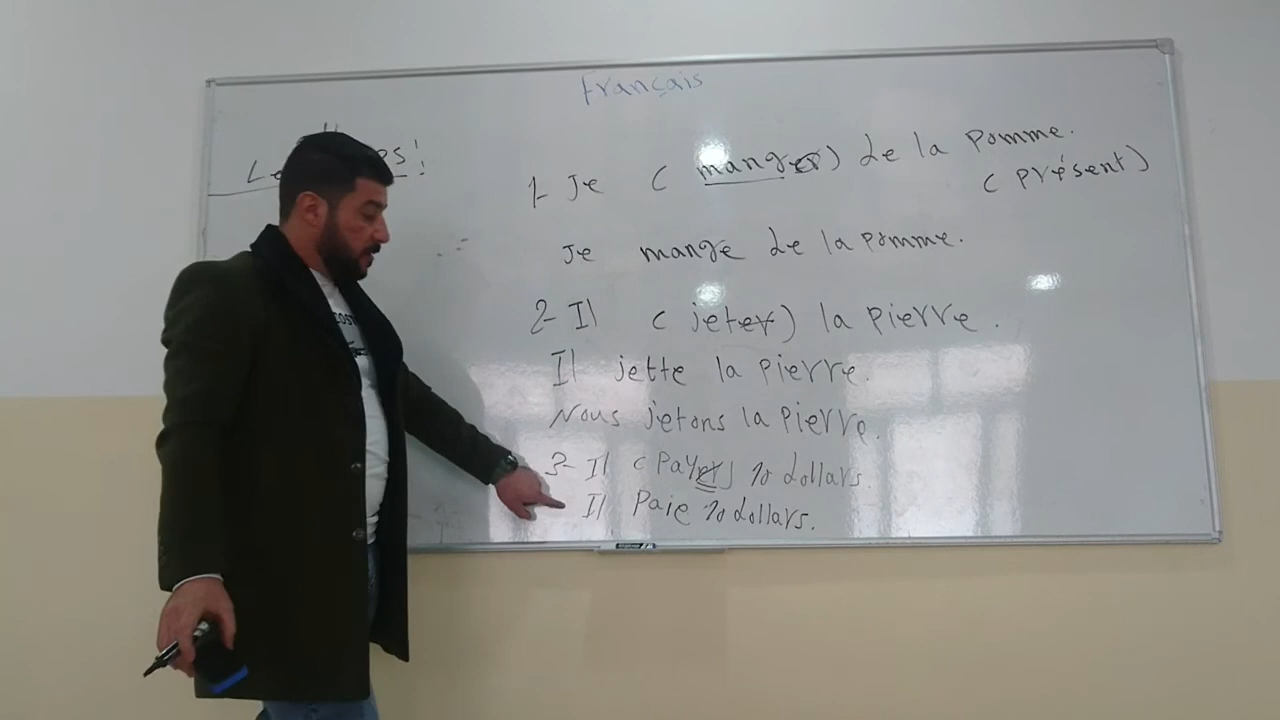 Français
1- Je (manger) de la pomme.
(présent)
Je mange de la pomme.
2- Il (jeter) la pierre.
Il jette la pierre.
Nous jetons la pierre.
3- Il (payer) 10 dollars.
Il Paie 10 dollars.